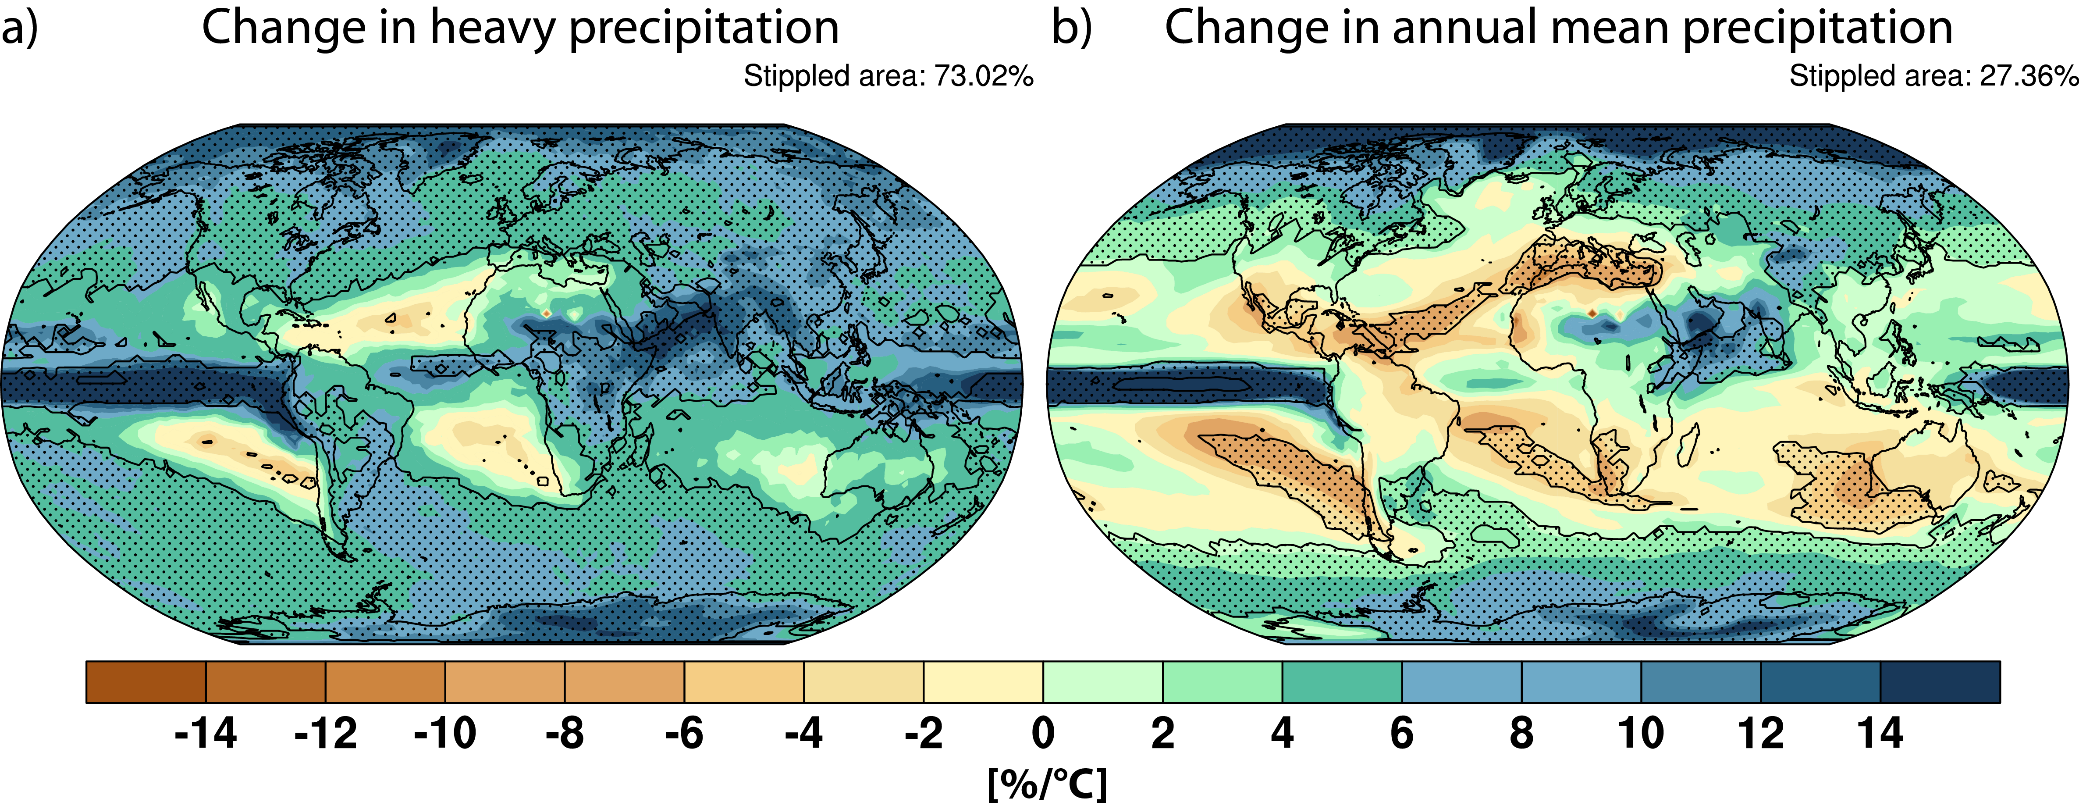 a) Change in heavy precipitation
Stippled area: 73.02%
b) Change in annual mean precipitation
Stippled area: 27.36%
-14 -12 -10 -8 -6 -4 -2 0 2 4 6 8 10 12 14
[%/°C]